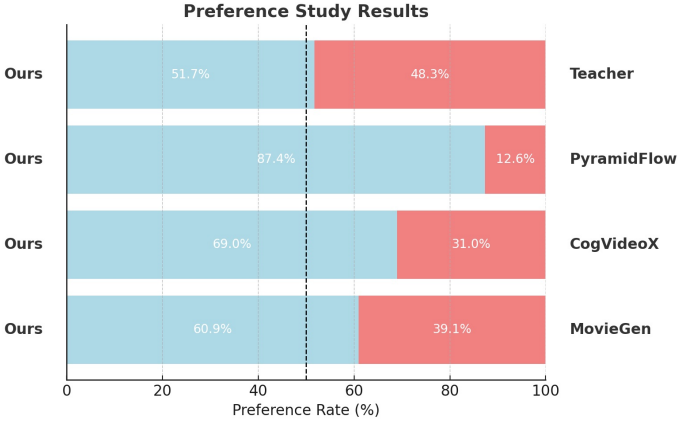 Preference Study Results
Ours 51.7% 48.3% Teacher
Ours 87.4% 12.6% PyramidFlow
Ours 69.0% 31.0% CogVideoX
Ours 60.9% 39.1% MovieGen
0 20 40 60 80 100
Preference Rate (%)